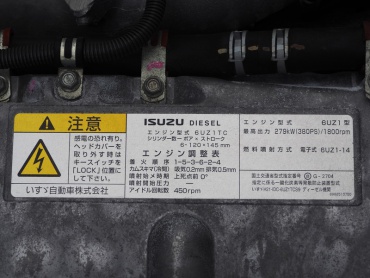 注意
感電の恐れ有り。
ヘッドカバーを
取り外す時は
キースイッチを
「LOCK」位置に
して下さい。
いすゞ自動車株式会社
ISUZU DIESEL
エンジン型式 6UZ1TC
シリンダー数-ボア×ストローク
6-120×145mm
エンジン調整表
着火順序 1-5-3-6-2-4
カムスキマ(冷間) 吸気0.2mm 排気0.5mm
噴射始メ時期 上死点前0°
噴射開始圧力 ―
アイドル回転数 450rpm
エンジン型式 6UZ1型
最高出力 279kW(380PS)/1800rpm
燃料噴射方式 電子式 6UZ1-14